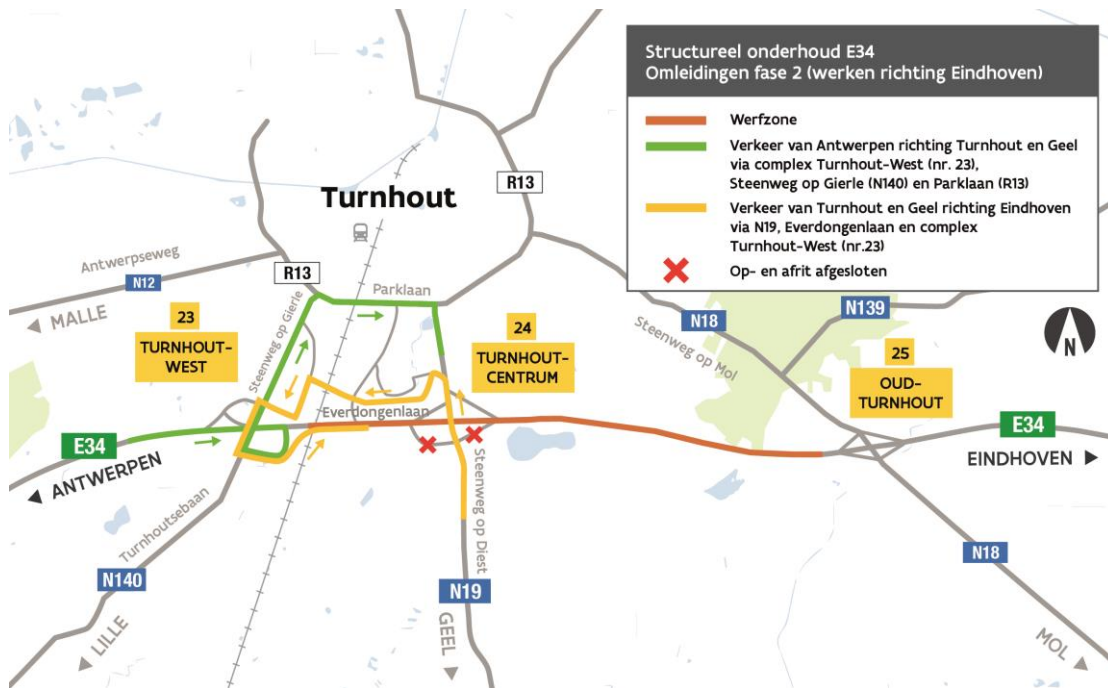 Structureel onderhoud E34
Omleidingen fase 2 (werken richting Eindhoven)
Werfzone
Verkeer van Antwerpen richting Turnhout en Geel
via complex Turnhout-West (nr. 23),
Steenweg op Gierle (N140) en Parklaan (R13)
Verkeer van Turnhout en Geel richting Eindhoven
via N19, Everdongenlaan en complex
Turnhout-West (nr.23)
Op- en afrit afgesloten
R13
Turnhout
Antwerpseweg
N12
MALLE
R13
Parklaan
Steenweg op Gierle
23
TURNHOUT-
WEST
24
TURNHOUT-
CENTRUM
N18
N139
Steenweg op Mol
25
OUD-
TURNHOUT
N
Everdongenlaan
E34
ANTWERPEN
E34
EINDHOVEN
Turnhoutsebaan
Steenweg op Diest
N140
LILLE
N19
GEEL
N18
MOL